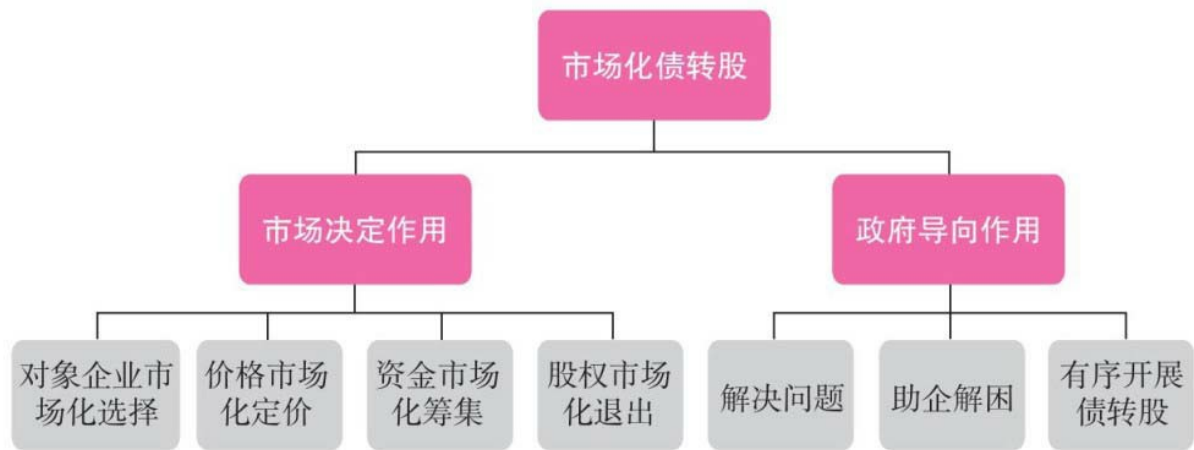 市场化债转股
市场决定作用
政府导向作用
对象企业市
场化选择
价格市场
化定价
资金市场
化筹集
股权市场
化退出
解决问题
助企解困
有序开展
债转股